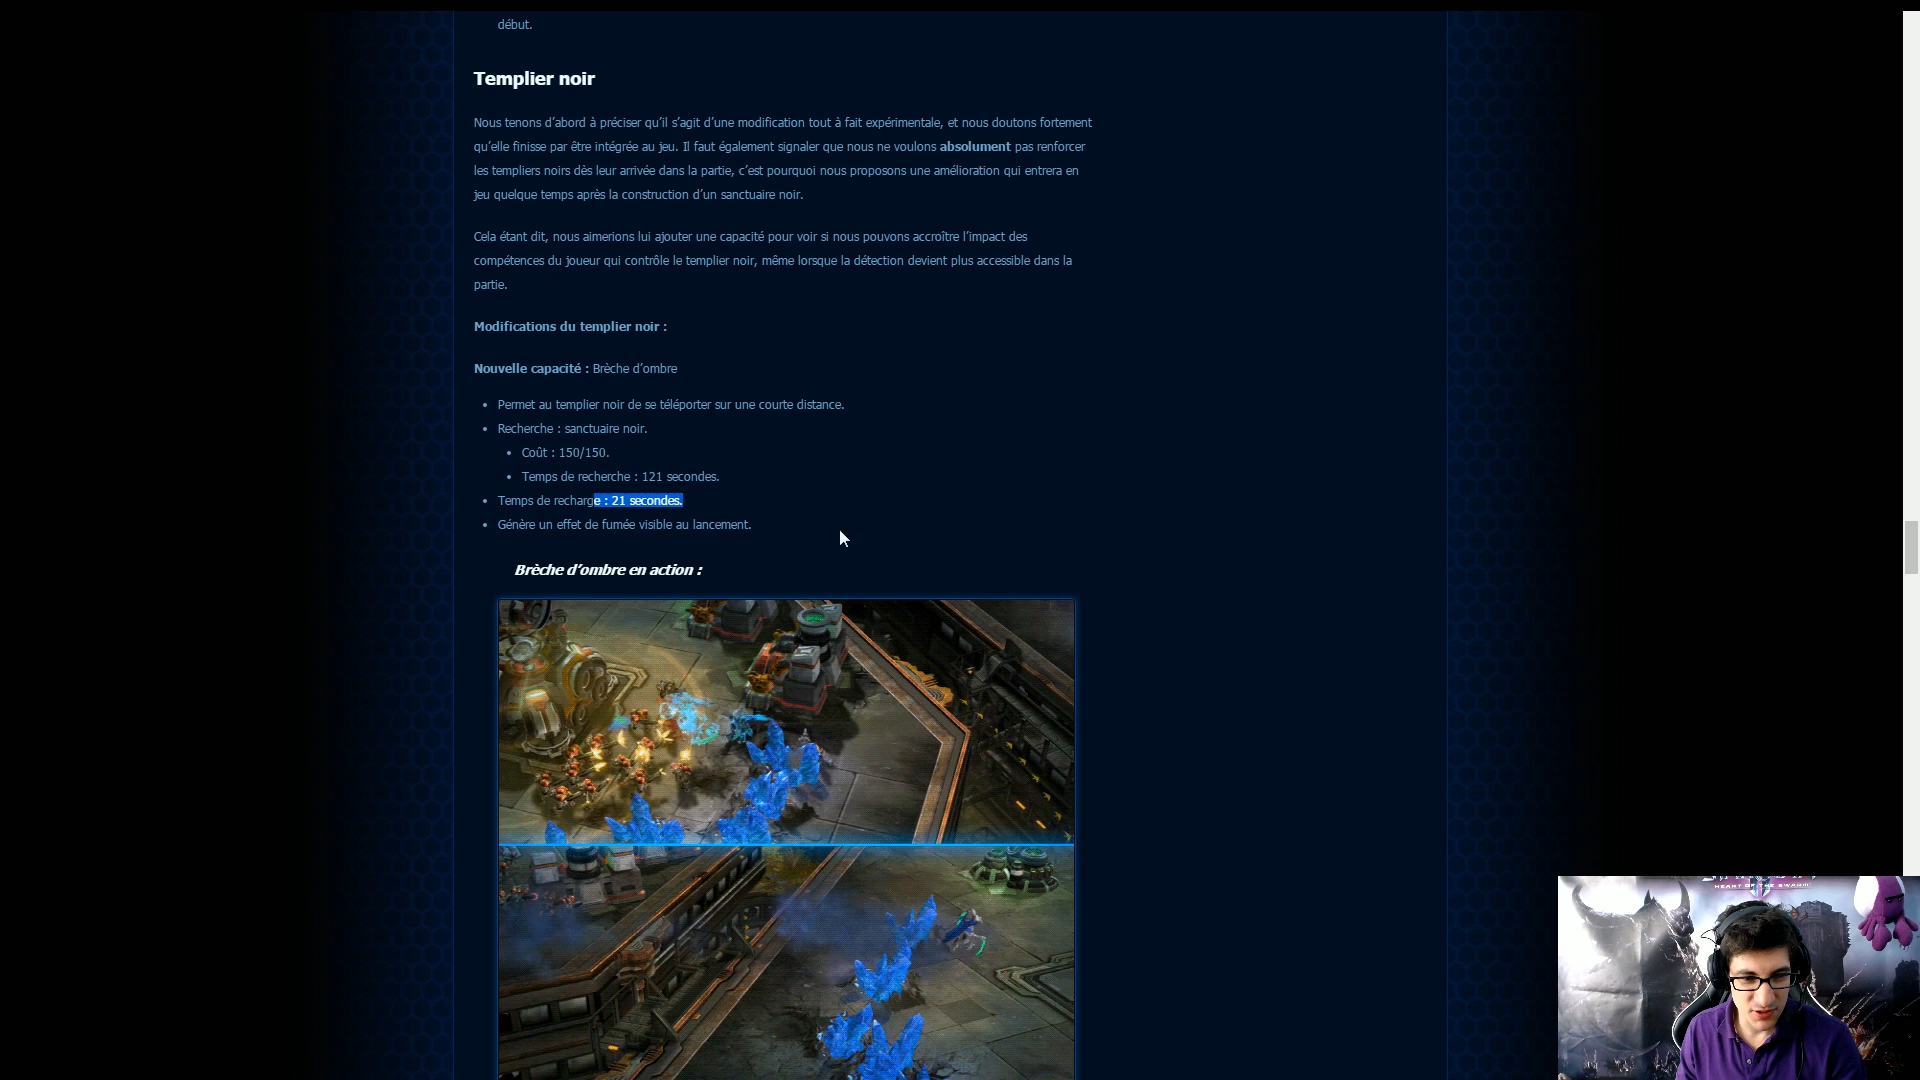 début.
Templier noir
Nous tenons d’abord à préciser qu’il s’agit d’une modification tout à fait expérimentale, et nous doutons fortement
qu’elle finisse par être intégrée au jeu. Il faut également signaler que nous ne voulons absolument pas renforcer
les templiers noirs dès leur arrivée dans la partie, c’est pourquoi nous proposons une amélioration qui entrera en
jeu quelque temps après la construction d’un sanctuaire noir.
Cela étant dit, nous aimerions lui ajouter une capacité pour voir si nous pouvons accroître l’impact des
compétences du joueur qui contrôle le templier noir, même lorsque la détection devient plus accessible dans la
partie.
Modifications du templier noir :
Nouvelle capacité : Brèche d’ombre
Permet au templier noir de se téléporter sur une courte distance.
Recherche : sanctuaire noir.
Coût : 150/150.
Temps de recherche : 121 secondes.
Temps de recharge : 21 secondes.
Génère un effet de fumée visible au lancement.
Brèche d’ombre en action :
HEART OF THE SWARM